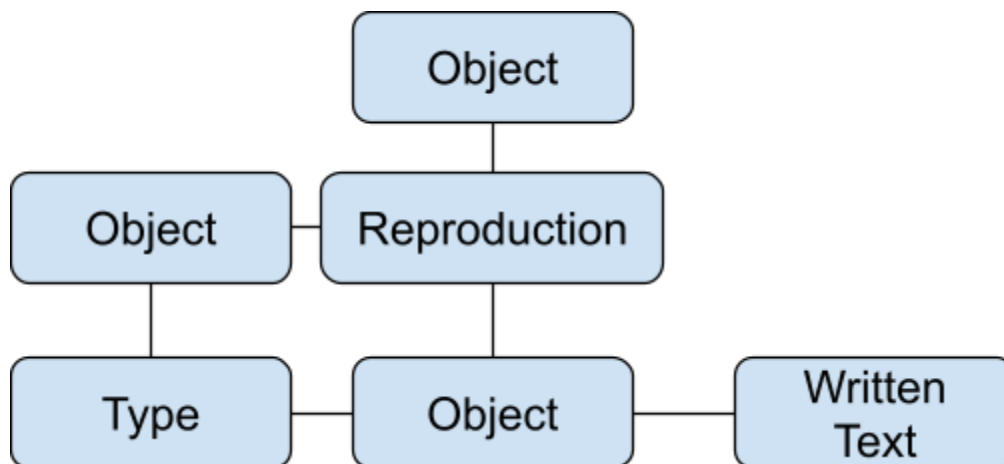 Object
Object
Reproduction
Type
Object
Written
Text